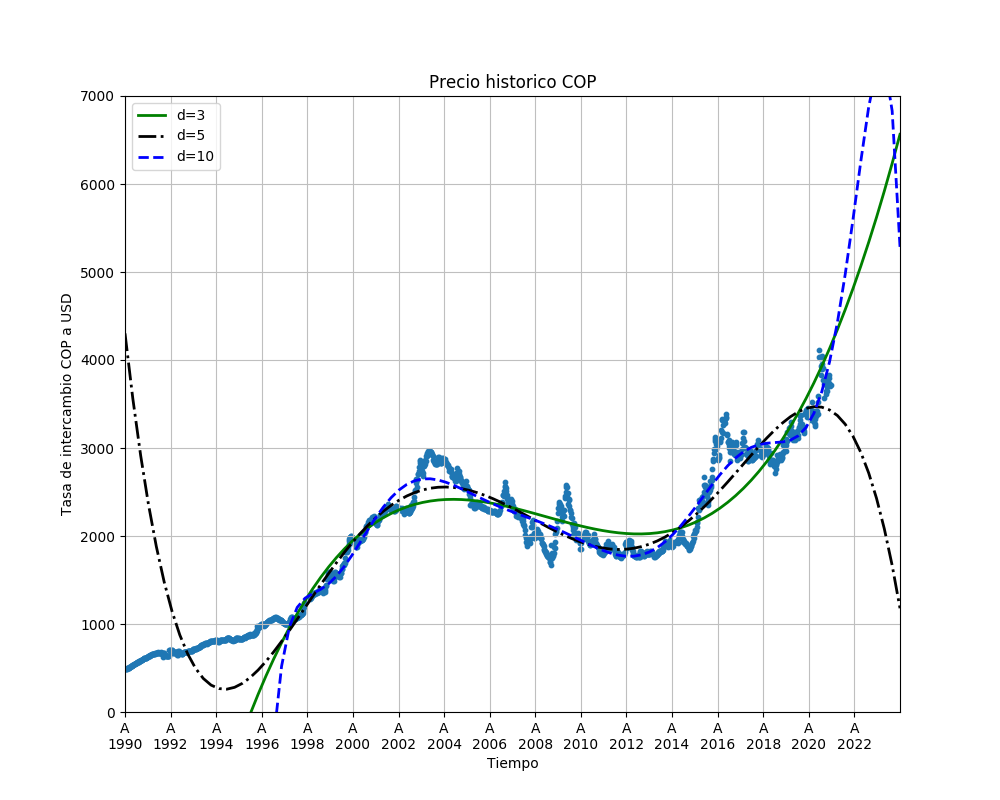 Precio historico COP
d=3
d=5
d=10
7000
6000
5000
4000
3000
2000
1000
0
Tasa de intercambio COP a USD
A A A A A A A A A A A A A A A A A
1990 1992 1994 1996 1998 2000 2002 2004 2006 2008 2010 2012 2014 2016 2018 2020 2022
Tiempo